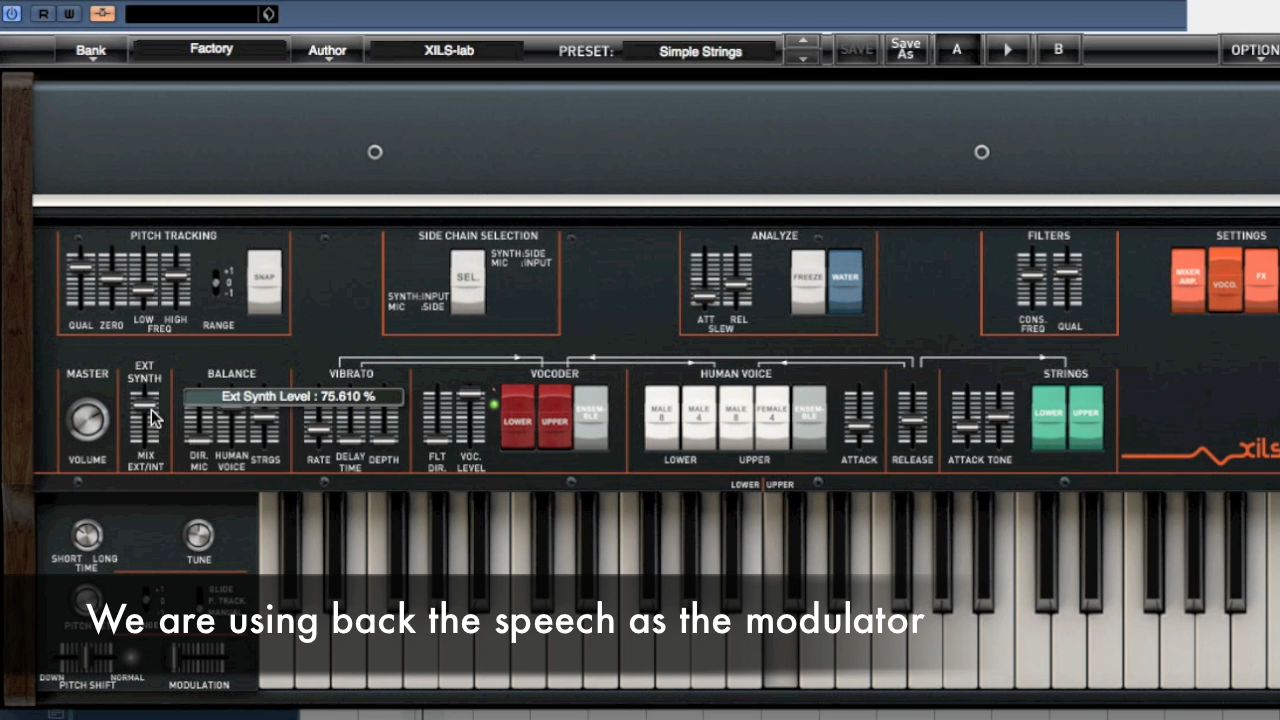 R W
Bank Factory Author XILS-lab PRESET: Simple Strings SAVE Save As A B OPTION
PITCH TRACKING
SIDE CHAIN SELECTION
ANALYZE
FILTERS
SETTINGS
SNAP
+1
0
-1
QUAL ZERO LOW HIGH
FREQ
RANGE
SEL.
SYNTH:SIDE
MIC :INPUT
SYNTH:INPUT
MIC :SIDE
FREEZE
WATER
ATT REL
SLEW
CONS.
FREQ QUAL
MIXER
ARP.
VOCO.
FX
MASTER
EXT
SYNTH
BALANCE
VIBRATO
VOCODER
HUMAN VOICE
STRINGS
Ext Synth Level : 75.610 %
LOWER
UPPER
ENSEM-
BLE
MALE
8
MALE
4
MALE
8
FEMALE
4
ENSEM-
BLE
LOWER
UPPER
VOLUME
MIX
EXT/INT
DIR.
MIC
HUMAN
VOICE
STRGS
RATE
DELAY
TIME
DEPTH
FLT
DIR.
VOC.
LEVEL
LOWER
UPPER
ATTACK
RELEASE
ATTACK TONE
xils
LOWER UPPER
SHORT LONG
TIME
TUNE
GLIDE
P. TRACK.
MANUAL
We are using back the speech as the modulator
DOWN
NORMAL
PITCH SHIFT
MODULATION